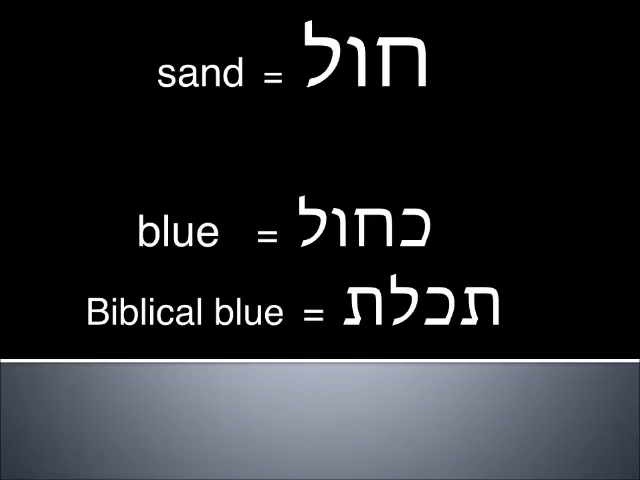 sand = חול
blue = כחול
Biblical blue = תכלת